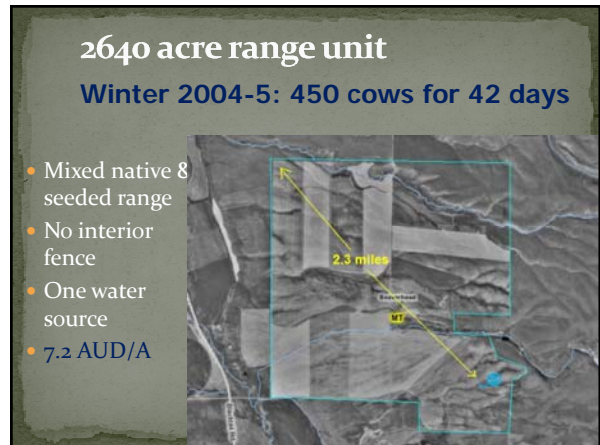 2640 acre range unit
Winter 2004-5: 450 cows for 42 days
Mixed native &
seeded range
No interior
fence
One water
source
7.2 AUD/A
2.3 miles
Beaverhead
MT